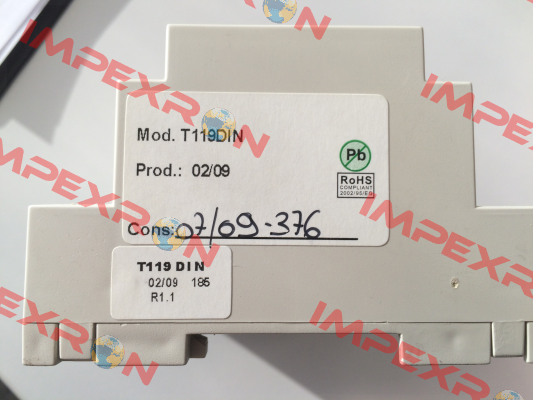 IMPEXRON
IMPEXRON
IMPEXRON
Mod. T119DIN
Prod.: 02/09
Pb
RoHS
COMPLIANT
2002/95/EC
Cons: 07/09-376
T119 DIN
02/09 185
R1.1
IMPEXRON
IMPEXRON